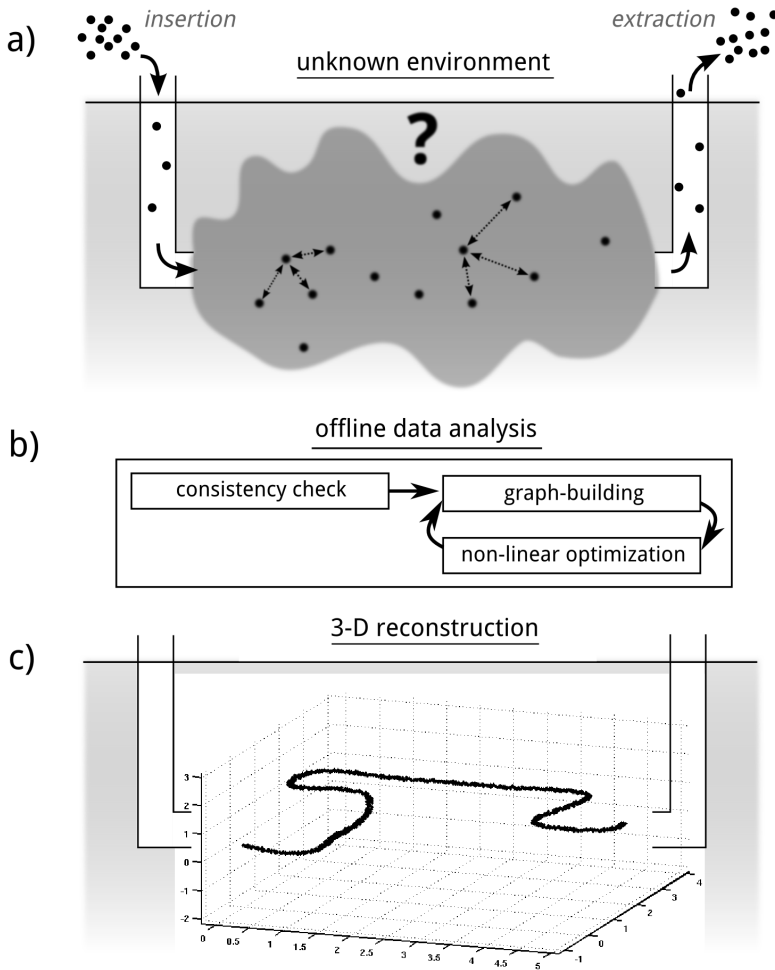 a)
insertion
extraction
unknown environment
?
b)
offline data analysis
consistency check
graph-building
non-linear optimization
c)
3-D reconstruction
3
2
1
0
-1
-2
0
0.5
1
1.5
2
2.5
3
3.5
4
4.5
5
-1
0
1
2
3
4